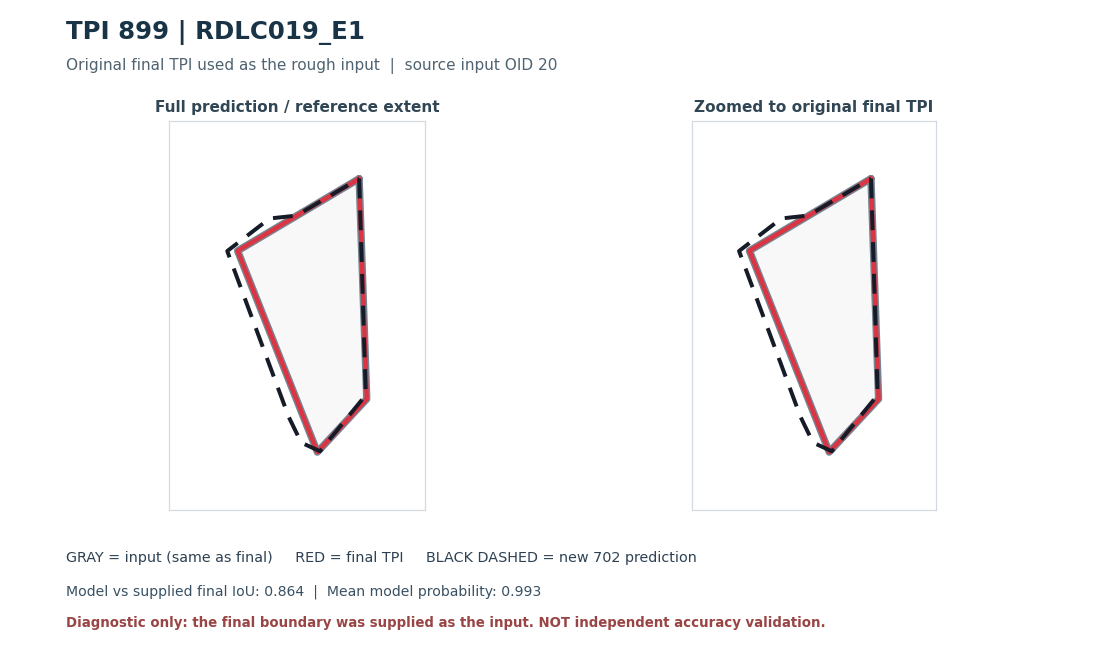 TPI 899 | RDLC019_E1
Original final TPI used as the rough input | source input OID 20
Full prediction / reference extent
Zoomed to original final TPI
GRAY = input (same as final) RED = final TPI BLACK DASHED = new 702 prediction
Model vs supplied final IoU: 0.864 | Mean model probability: 0.993
Diagnostic only: the final boundary was supplied as the input. NOT independent accuracy validation.